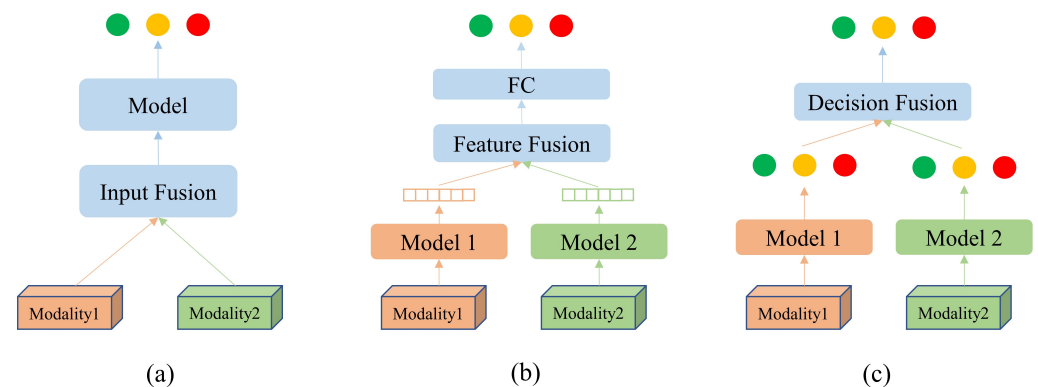 Model
Input Fusion
Modality1
Modality2
(a)
FC
Feature Fusion
Model 1
Model 2
Modality1
Modality2
(b)
Decision Fusion
Model 1
Model 2
Modality1
Modality2
(c)